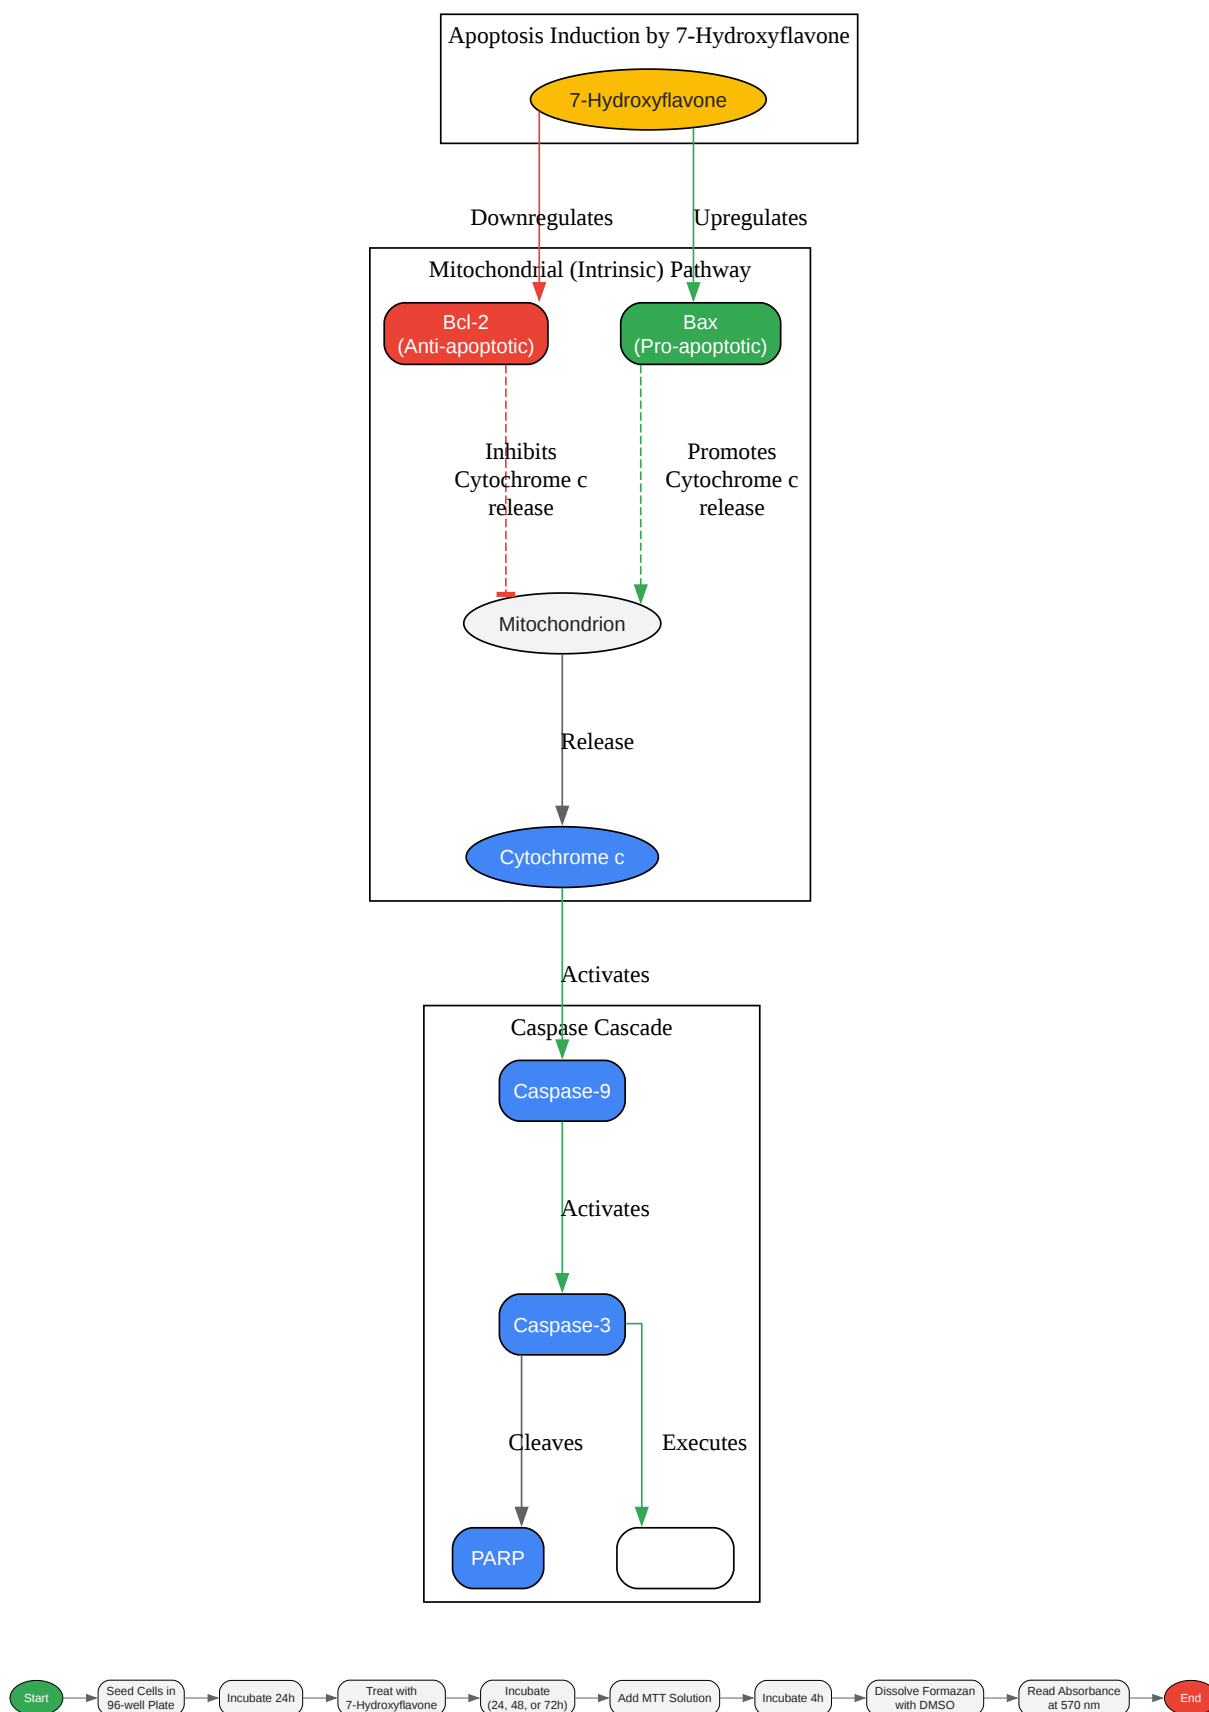 Apoptosis Induction by 7-Hydroxyflavone
7-Hydroxyflavone
Downregulates
Upregulates
Mitochondrial (Intrinsic) Pathway
Bcl-2
(Anti-apoptotic)
Bax
(Pro-apoptotic)
Inhibits
Cytochrome c
release
Promotes
Cytochrome c
release
Mitochondrion
Release
Cytochrome c
Activates
Caspase Cascade
Caspase-9
Activates
Caspase-3
Cleaves
Executes
PARP
Start
Seed Cells in
96-well Plate
Incubate 24h
Treat with
7-Hydroxyflavone
Incubate
(24, 48, or 72h)
Add MTT Solution
Incubate 4h
Dissolve Formazan
with DMSO
Read Absorbance
at 570 nm
End